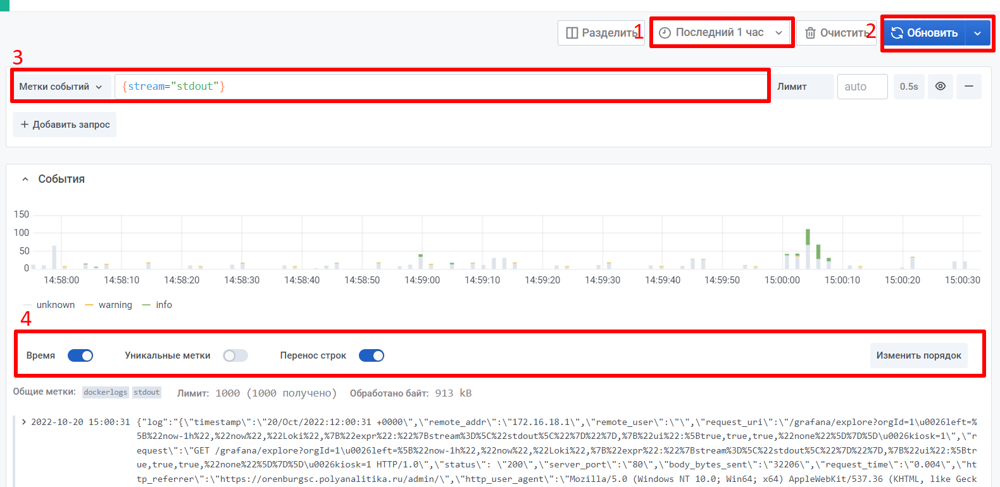 Разделить
1
Последний 1 час
Очистить
2
Обновить
3
Метки событий
{stream="stdout"}
Лимит
auto
0.5s
+ Добавить запрос
События
150
100
50
0
14:58:00 14:58:10 14:58:20 14:58:30 14:58:40 14:58:50 14:59:00 14:59:10 14:59:20 14:59:30 14:59:40 14:59:50 15:00:00 15:00:10 15:00:20 15:00:30
unknown warning info
4
Время Уникальные метки Перенос строк Изменить порядок
Общие метки: dockerlogs stdout Лимит: 1000 (1000 получено) Обработано байт: 913 kB
2022-10-20 15:00:31 {"log":"{\"timestamp\":\"20/Oct/2022:12:00:31 +0000\",\"remote_addr\":\"172.16.18.1\",\"remote_user\":\"\",\"request_uri\":\"/grafana/explore?orgId=1\u0026left=%
5B%22now-1h%22,%22now%22,%22Loki%22,%7B%22expr%22:%22%7Bstream%3D%5C%22stdout%5C%22%7D%22%7D,%7B%22ui%22:%5Btrue,true,true,%22none%22%5D%7D%5D\u0026kiosk=1\",\"r
equest\":\"GET /grafana/explore?orgId=1\u0026left=%5B%22now-1h%22,%22now%22,%22Loki%22,%7B%22expr%22:%22%7Bstream%3D%5C%22stdout%5C%22%7D%22%7D,%7B%22ui%22:%5Btr
ue,true,true,%22none%22%5D%7D%5D\u0026kiosk=1 HTTP/1.0\",\"status\": \"200\",\"server_port\":\"80\",\"body_bytes_sent\":\"32206\",\"request_time\":\"0.004\",\"ht
tp_referrer\":\"https://orenburgsc.polyanalitika.ru/admin/\",\"http_user_agent\":\"Mozilla/5.0 (Windows NT 10.0; Win64; x64) AppleWebKit/537.36 (KHTML, like Geck